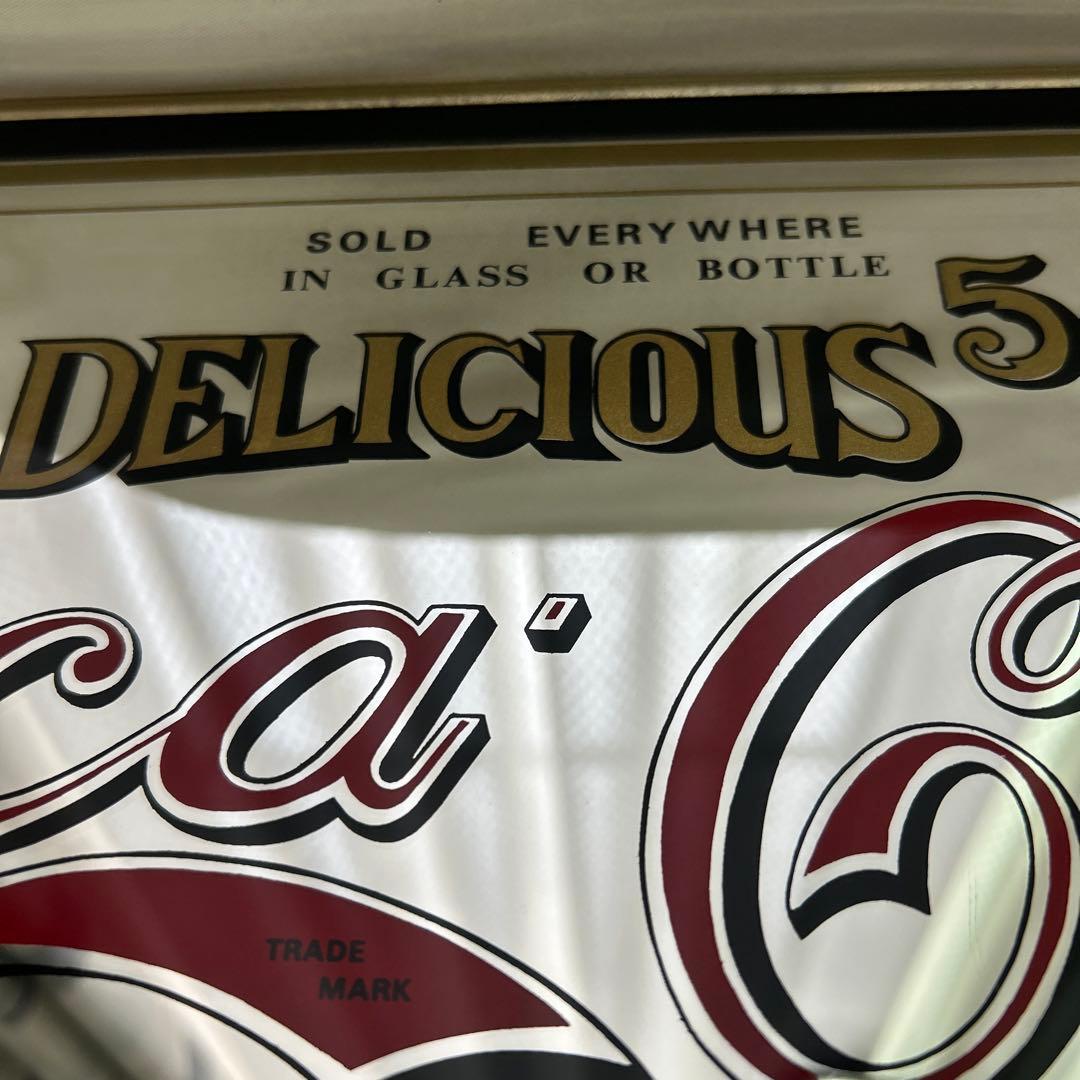 SOLD EVERYWHERE
IN GLASS OR BOTTLE
DELICIOUS 5
ca C
TRADE
MARK